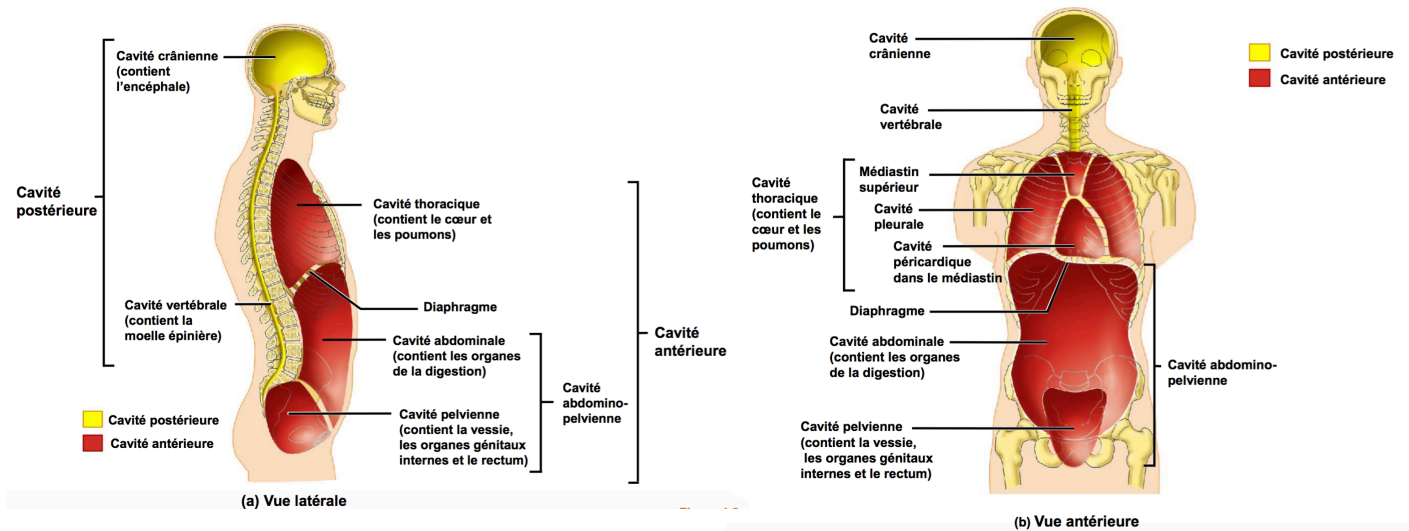 Cavité crânienne
(contient
l'encéphale)
Cavité
postérieure
Cavité thoracique
(contient le cœur et
les poumons)
Cavité vertébrale
(contient la
moelle épinière)
Diaphragme
Cavité
antérieure
Cavité abdominale
(contient les organes
de la digestion)
Cavité
abdomino-
pelvienne
Cavité pelvienne
(contient la vessie,
les organes génitaux
internes et le rectum)
Cavité postérieure
Cavité antérieure
(a) Vue latérale
Cavité
crânienne
Cavité postérieure
Cavité antérieure
Cavité
vertébrale
Cavité
thoracique
(contient le
cœur et les
poumons)
Médiastin
supérieur
Cavité
pleurale
Cavité
péricardique
dans le médiastin
Diaphragme
Cavité abdominale
(contient les organes
de la digestion)
Cavité abdomino-
pelvienne
Cavité pelvienne
(contient la vessie,
les organes génitaux
internes et le rectum)
(b) Vue antérieure